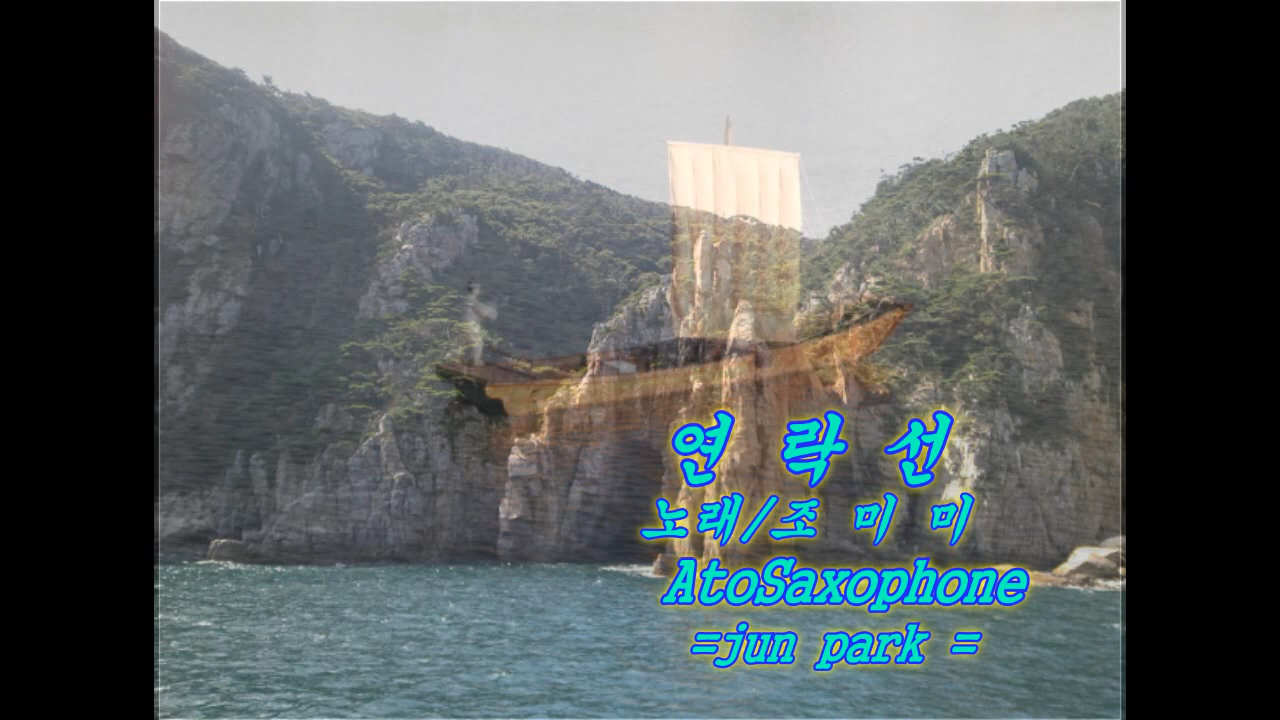 연 락 선
노래/조 미 미
AtoSaxophone
=jun park =